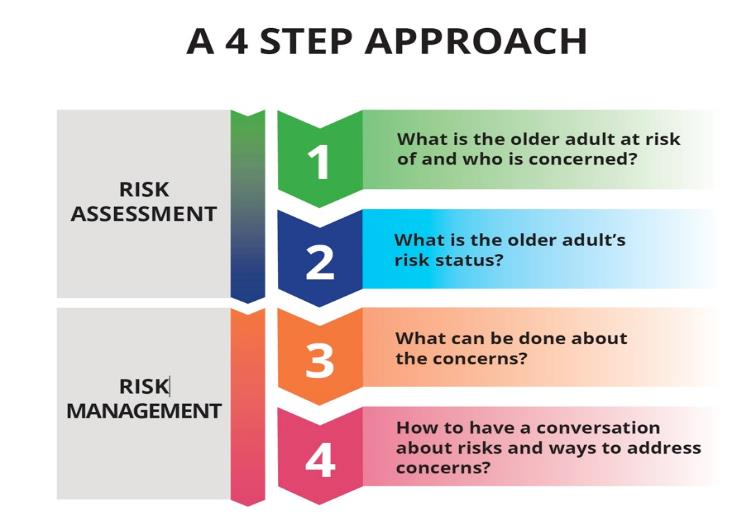 A 4 STEP APPROACH
RISK
ASSESSMENT
1
What is the older adult at risk
of and who is concerned?
2
What is the older adult’s
risk status?
RISK
MANAGEMENT
3
What can be done about
the concerns?
4
How to have a conversation
about risks and ways to address
concerns?